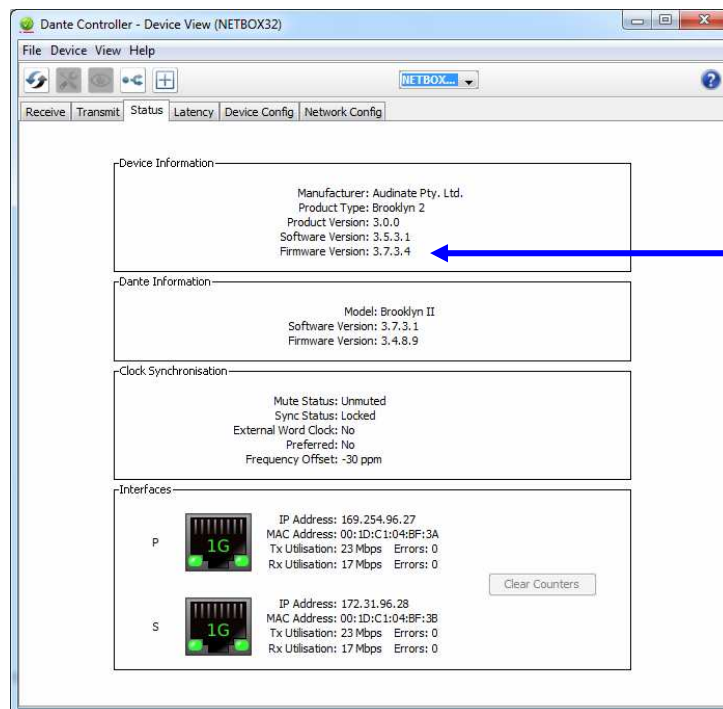 Dante Controller - Device View (NETBOX32)
File Device View Help
NETBOX...
Receive Transmit Status Latency Device Config Network Config
Device Information
Manufacturer: Audinate Pty. Ltd.
Product Type: Brooklyn 2
Product Version: 3.0.0
Software Version: 3.5.3.1
Firmware Version: 3.7.3.4
Dante Information
Model: Brooklyn II
Software Version: 3.7.3.1
Firmware Version: 3.4.8.9
Clock Synchronisation
Mute Status: Unmuted
Sync Status: Locked
External Word Clock: No
Preferred: No
Frequency Offset: -30 ppm
Interfaces
P
1G
IP Address: 169.254.96.27
MAC Address: 00:1D:C1:04:BF:3A
Tx Utilisation: 23 Mbps Errors: 0
Rx Utilisation: 17 Mbps Errors: 0
Clear Counters
S
1G
IP Address: 172.31.96.28
MAC Address: 00:1D:C1:04:BF:3B
Tx Utilisation: 23 Mbps Errors: 0
Rx Utilisation: 17 Mbps Errors: 0